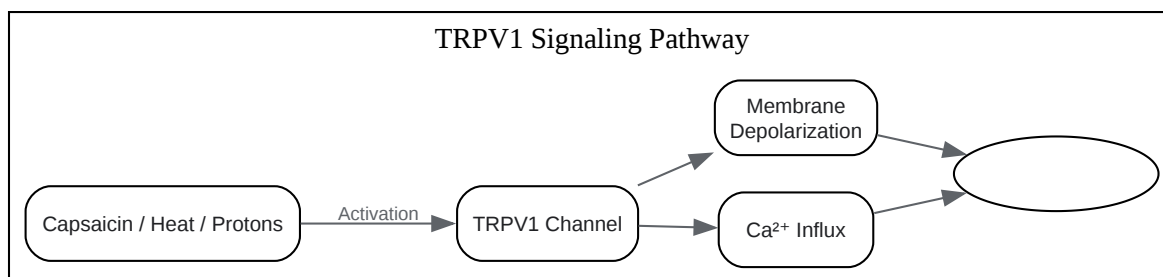 TRPV1 Signaling Pathway
Membrane
Depolarization
Capsaicin / Heat / Protons
Activation
TRPV1 Channel
Ca²⁺ Influx